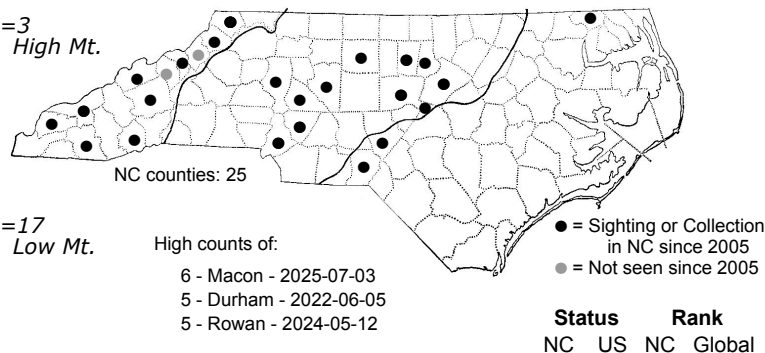 =3
High Mt.
NC counties: 25
=17
Low Mt.
High counts of:
6 - Macon - 2025-07-03
5 - Durham - 2022-06-05
5 - Rowan - 2024-05-12
= Sighting or Collection
in NC since 2005
= Not seen since 2005
Status Rank
NC US NC Global